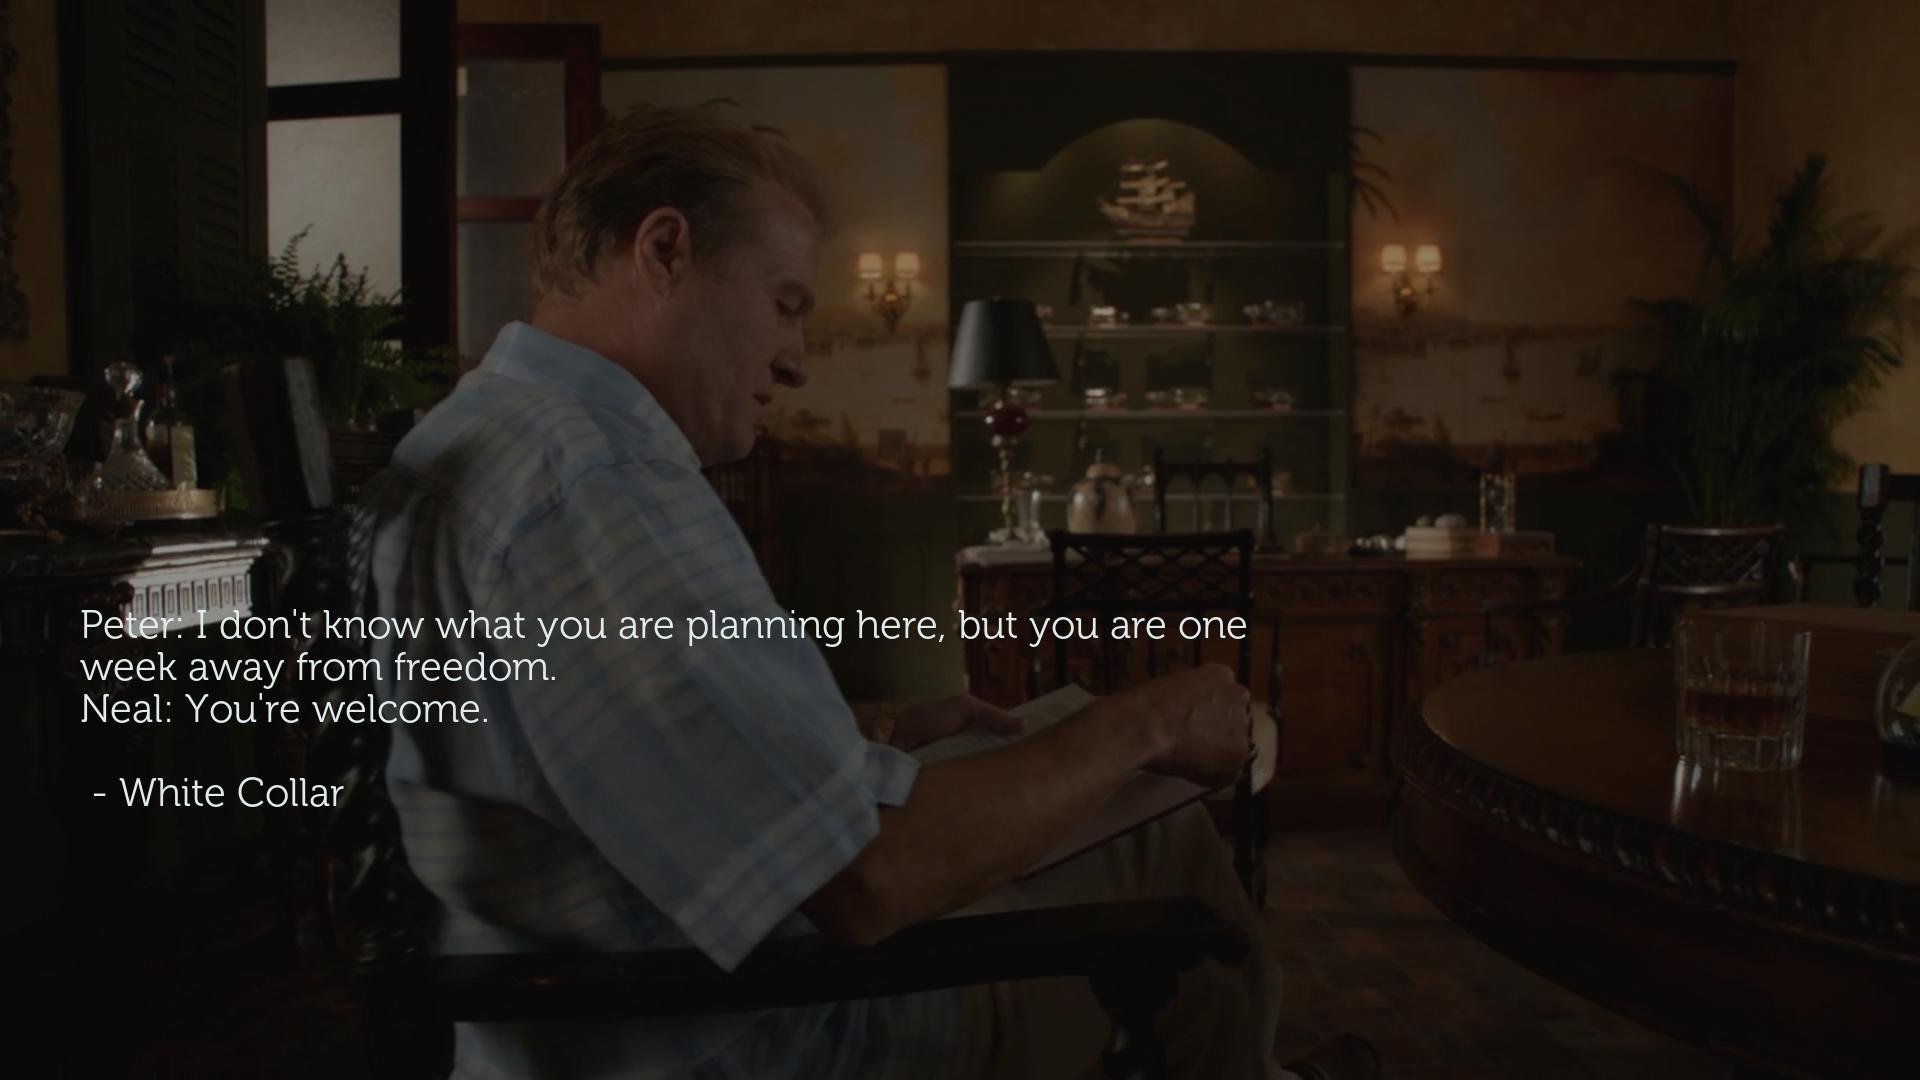 Peter: I don't know what you are planning here, but you are one
week away from freedom.
Neal: You're welcome.
- White Collar